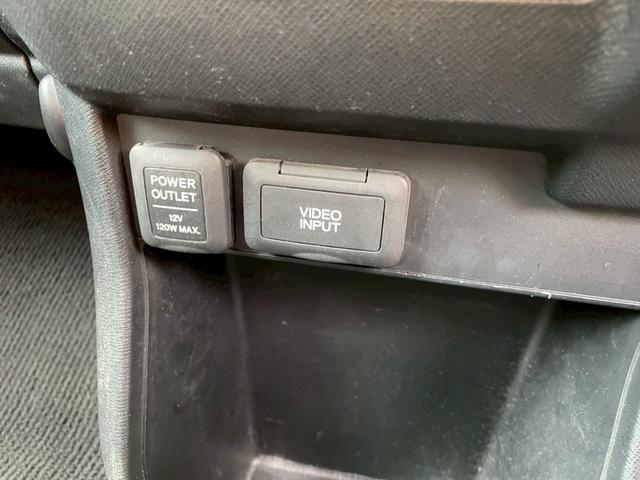 POWER
OUTLET
12V
120W MAX.
VIDEO
INPUT